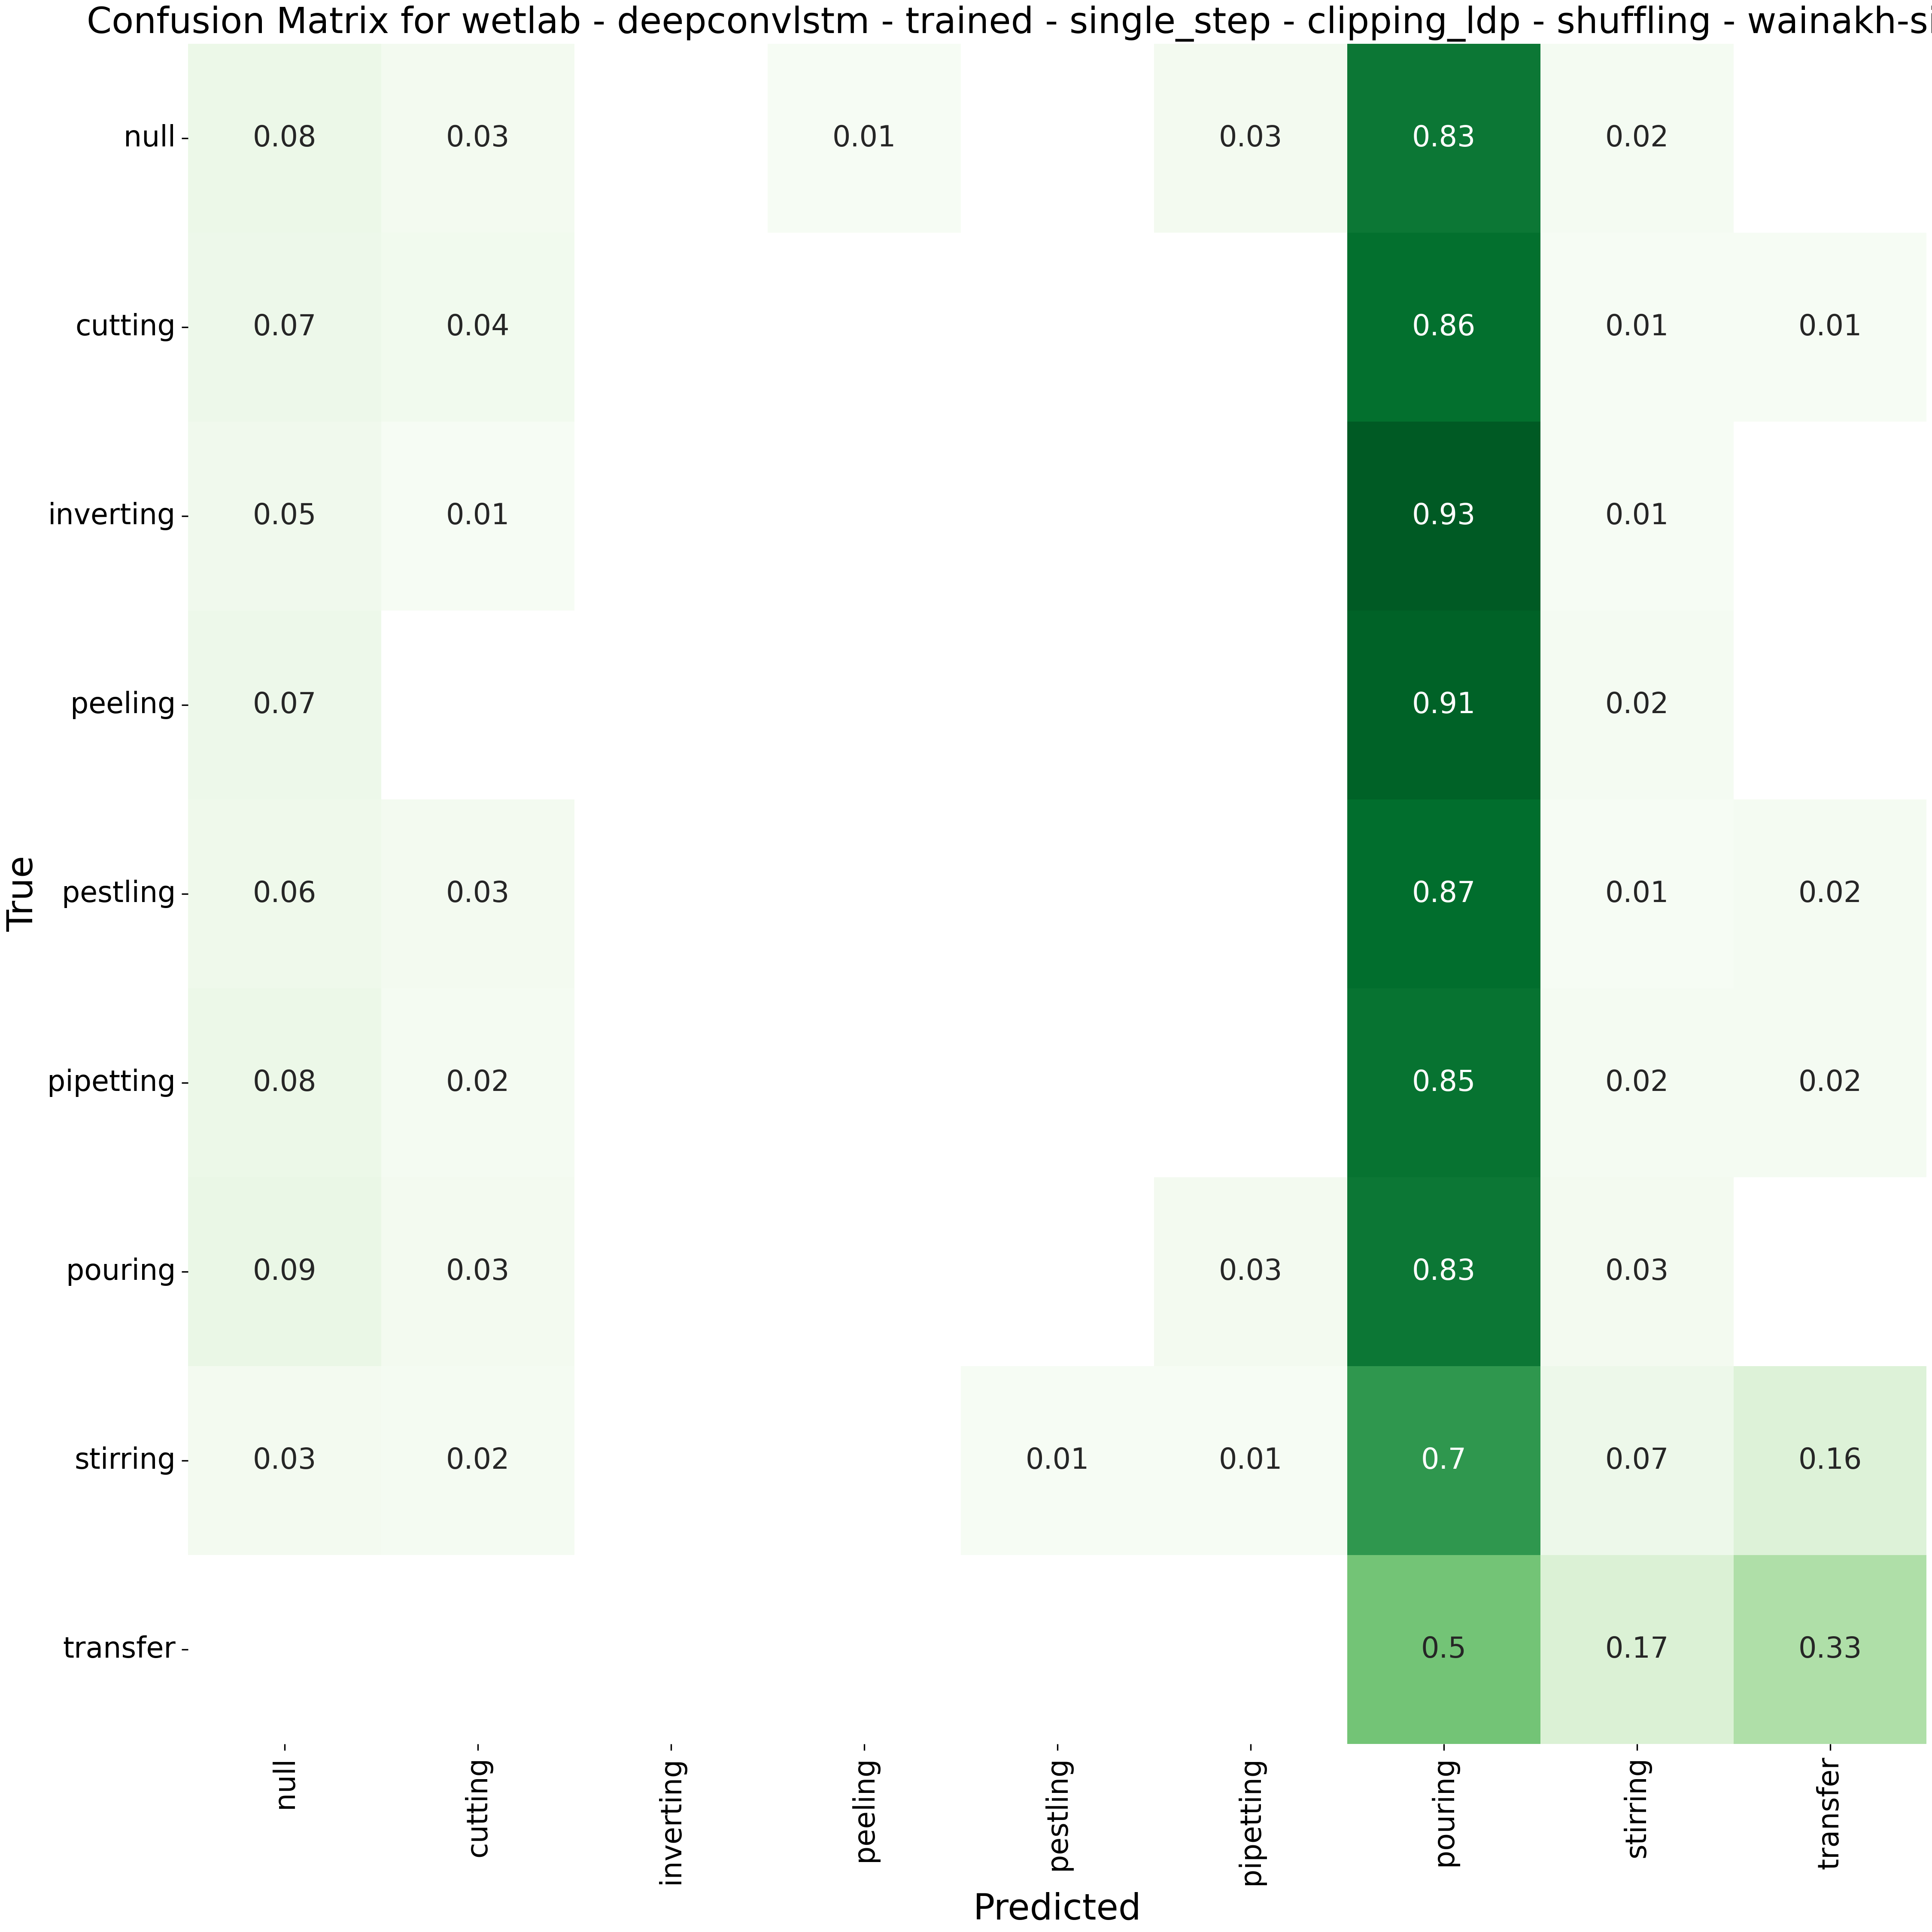 Confusion Matrix for wetlab - deepconvlstm - trained - single_step - clipping_ldp - shuffling - wainakh-si
null 0.08 0.03 0.01 0.03 0.83 0.02
cutting 0.07 0.04 0.86 0.01 0.01
inverting 0.05 0.01 0.93 0.01
peeling 0.07 0.91 0.02
pestling 0.06 0.03 0.87 0.01 0.02
pipetting 0.08 0.02 0.85 0.02 0.02
pouring 0.09 0.03 0.03 0.83 0.03
stirring 0.03 0.02 0.01 0.01 0.7 0.07 0.16
transfer 0.5 0.17 0.33
True
null cutting inverting peeling pestling pipetting pouring stirring transfer
Predicted